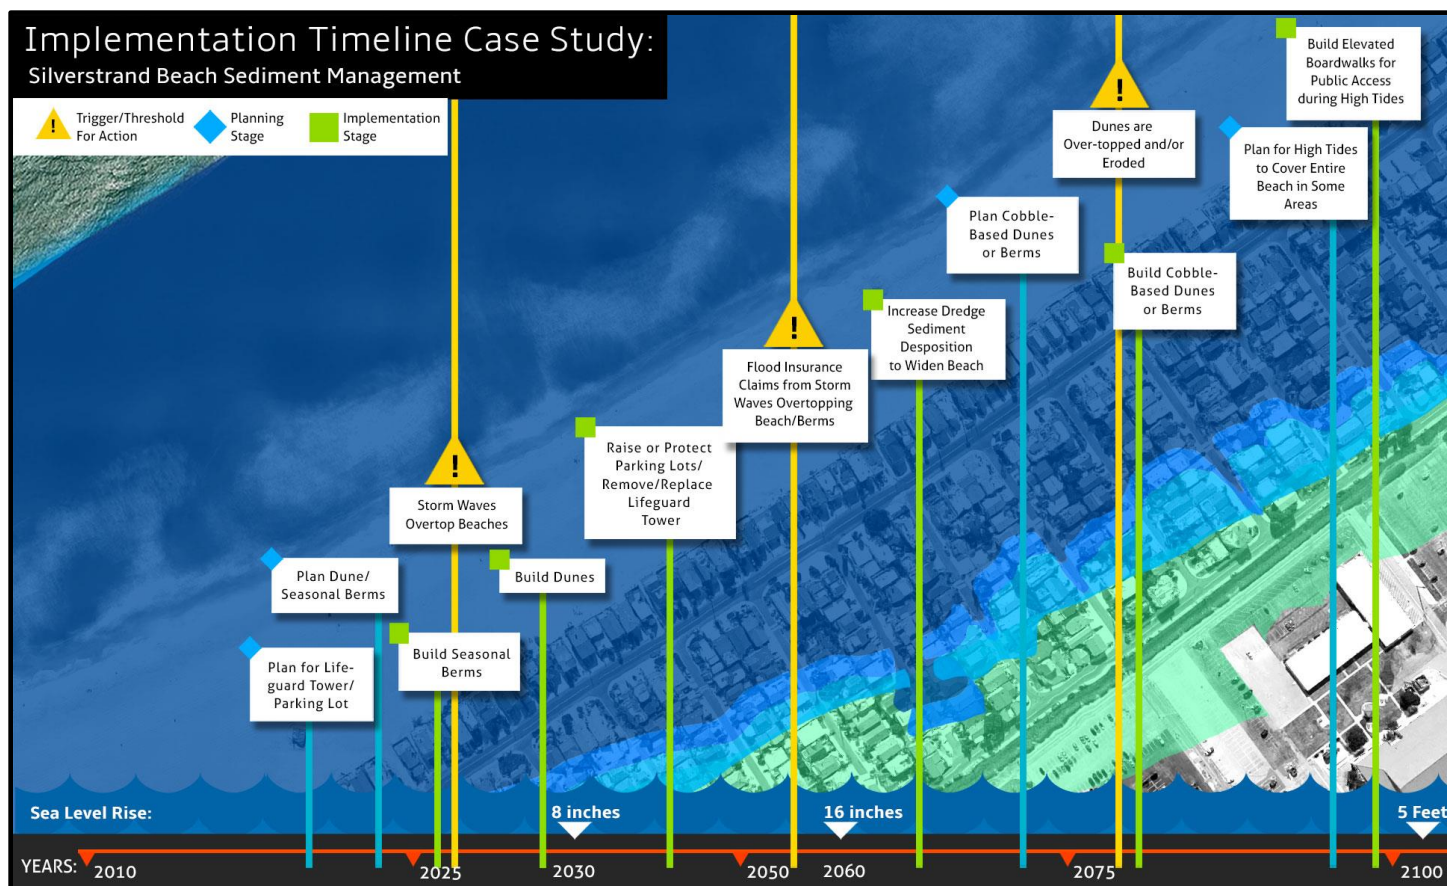 Implementation Timeline Case Study:
Silverstrand Beach Sediment Management
! Trigger/Threshold
For Action
Planning
Stage
Implementation
Stage
Plan for Life-
guard Tower/
Parking Lot
Plan Dune/
Seasonal Berms
Build Seasonal
Berms
!
Storm Waves
Overtop Beaches
Build Dunes
Raise or Protect
Parking Lots/
Remove/Replace
Lifeguard
Tower
!
Flood Insurance
Claims from Storm
Waves Overtopping
Beach/Berms
Increase Dredge
Sediment
Desposition
to Widen Beach
Plan Cobble-
Based Dunes
or Berms
!
Dunes are
Over-topped and/or
Eroded
Build Cobble-
Based Dunes
or Berms
Plan for High Tides
to Cover Entire
Beach in Some
Areas
Build Elevated
Boardwalks for
Public Access
during High Tides
Sea Level Rise: 8 inches 16 inches 5 Feet
YEARS: 2010 2025 2030 2050 2060 2075 2100